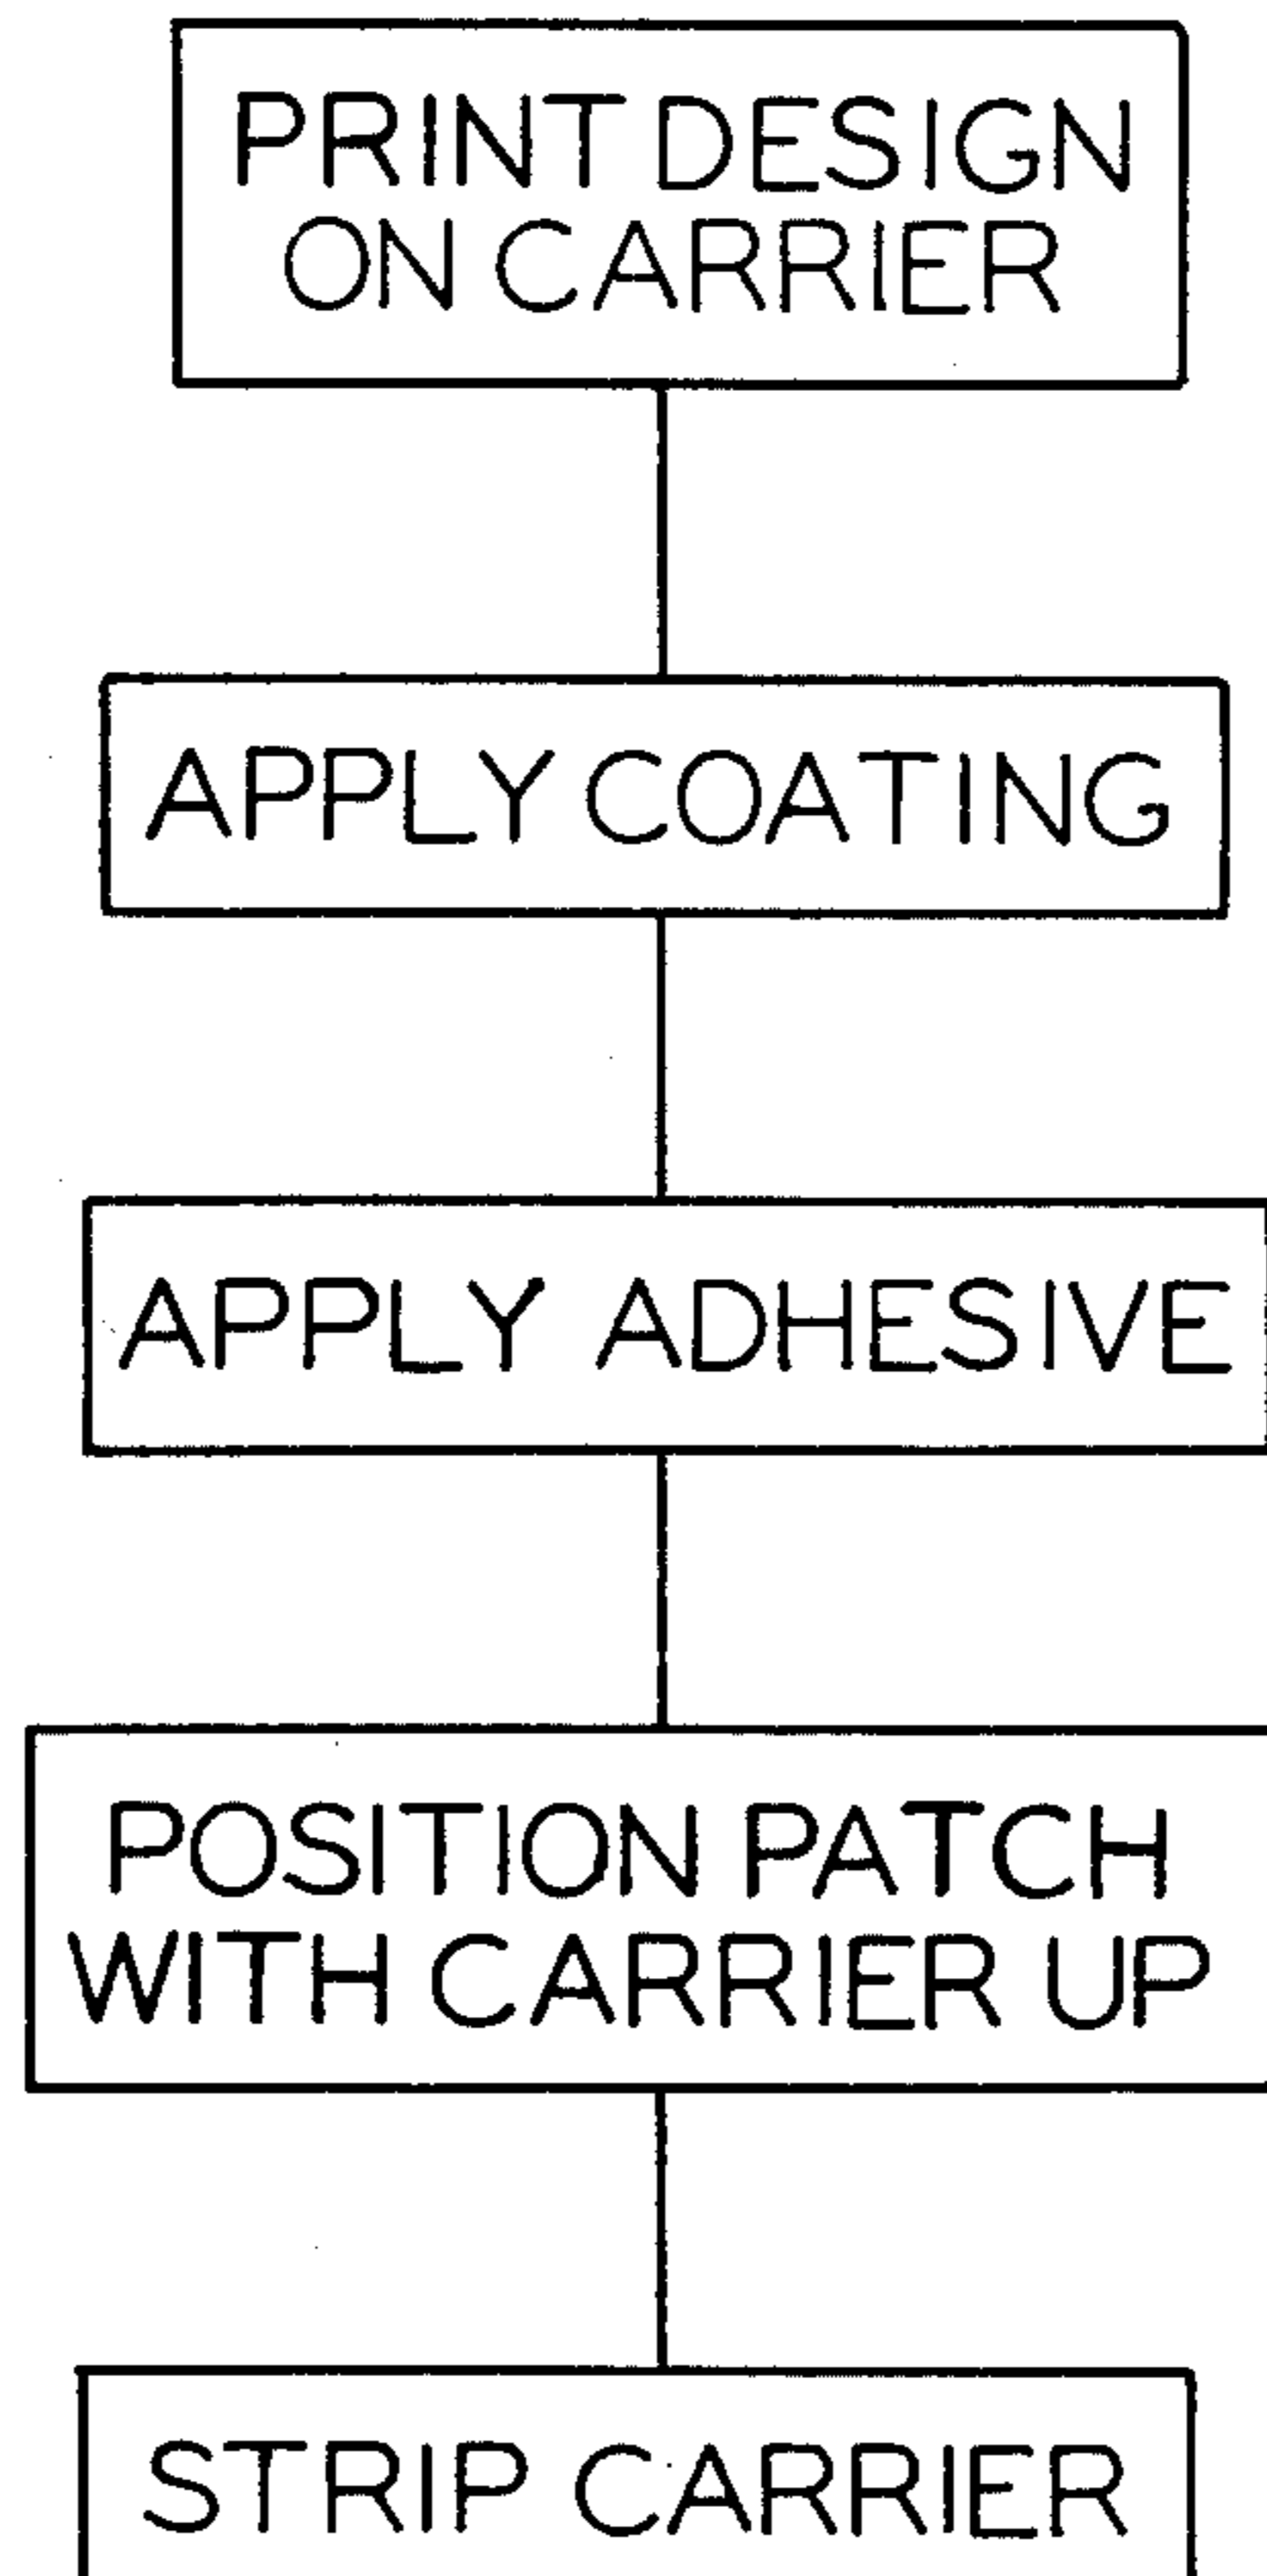 PRINT DESIGN
ON CARRIER
APPLY COATING
APPLY ADHESIVE
POSITION PATCH
WITH CARRIER UP
STRIP CARRIER